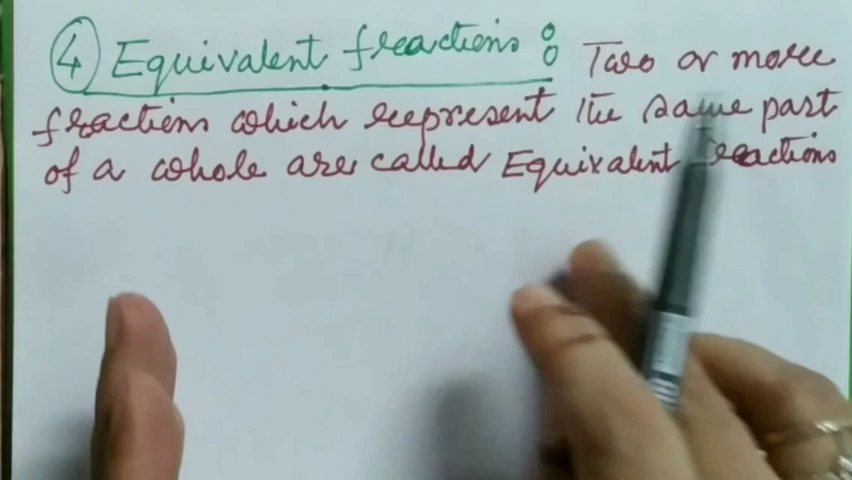 4 Equivalent fractions : Two or more
fractions which represent the same part
of a whole are called Equivalent fractions